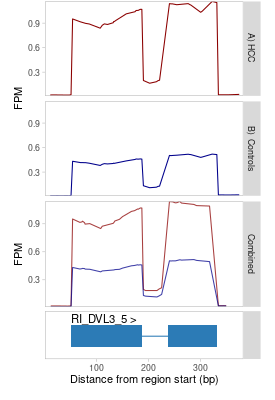 0.9
0.6
0.3
A) HCC
FPM
0.9
0.6
0.3
B) Controls
0.9
0.6
0.3
FPM
Combined
RI_DVL3_5 >
100
200
300
Distance from region start (bp)